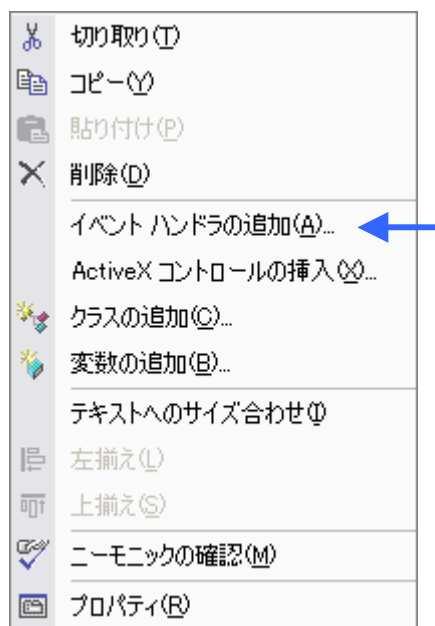 切り取り(T)
コピー(Y)
貼り付け(P)
削除(D)
イベント ハンドラの追加(A)...
ActiveX コントロールの挿入(X)...
クラスの追加(C)...
変数の追加(B)...
テキストへのサイズ合わせ(I)
左揃え(L)
上揃え(S)
ニーモニックの確認(M)
プロパティ(R)